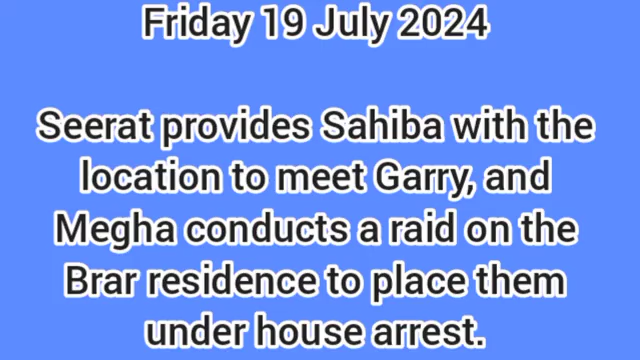 Friday 19 July 2024
Seerat provides Sahiba with the
location to meet Garry, and
Megha conducts a raid on the
Brar residence to place them
under house arrest.